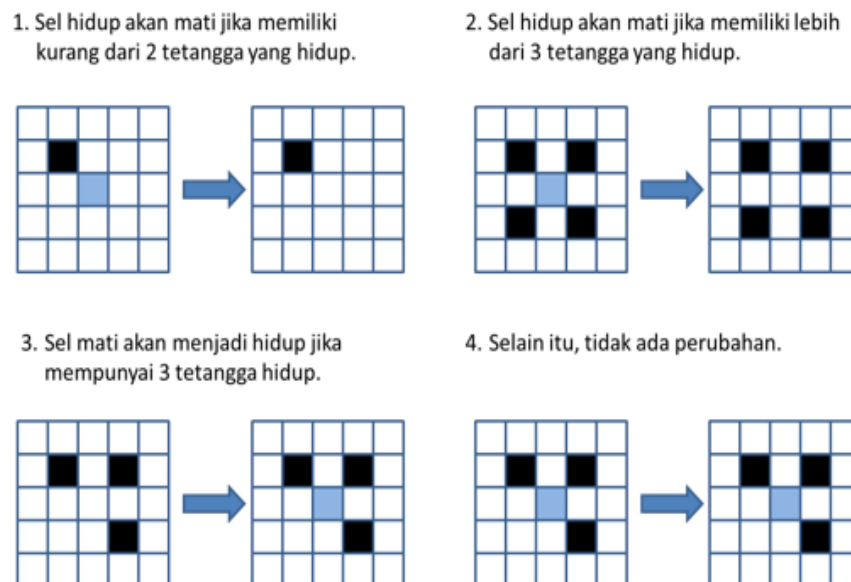 1. Sel hidup akan mati jika memiliki
kurang dari 2 tetangga yang hidup.
2. Sel hidup akan mati jika memiliki lebih
dari 3 tetangga yang hidup.
3. Sel mati akan menjadi hidup jika
mempunyai 3 tetangga hidup.
4. Selain itu, tidak ada perubahan.